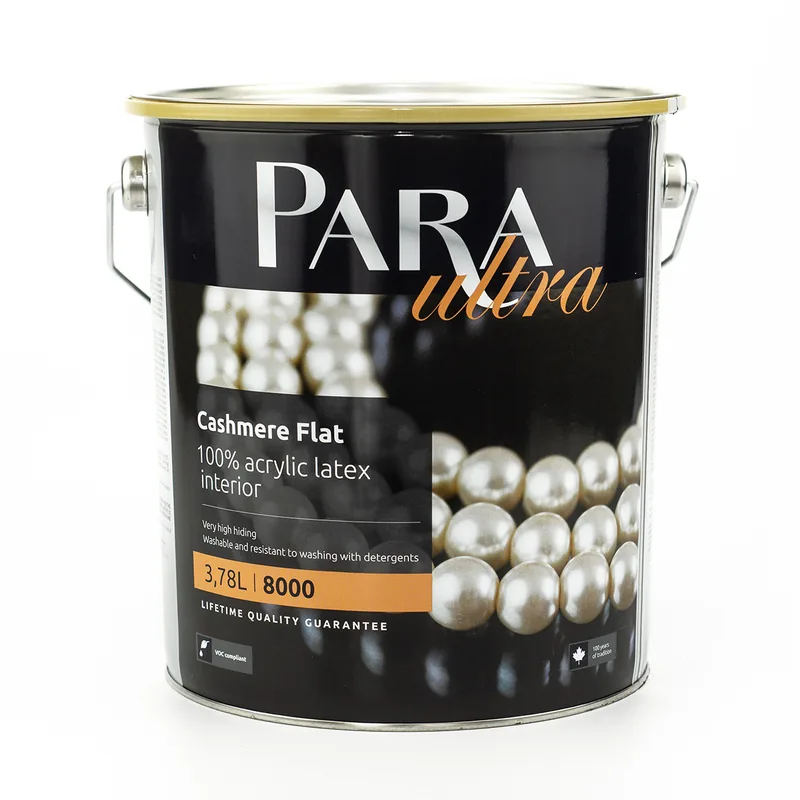 PARA
ultra
Cashmere Flat
100% acrylic latex
interior
Very high hiding
Washable and resistant to washing with detergents
3,78L | 8000
LIFETIME QUALITY GUARANTEE
VOC compliant
100 years
of tradition